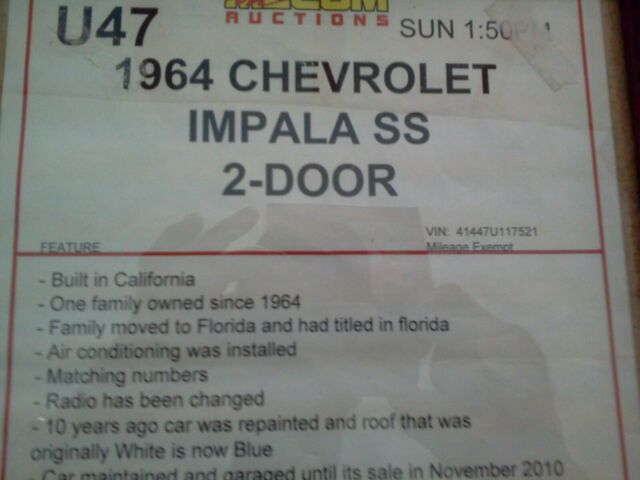 U47
AUCTIONS
SUN 1:50PM
1964 CHEVROLET
IMPALA SS
2-DOOR
VIN: 41447U117521
FEATURE
Mileage Exempt
- Built in California
- One family owned since 1964
- Family moved to Florida and had titled in florida
- Air conditioning was installed
- Matching numbers
- Radio has been changed
- 10 years ago car was repainted and roof that was
originally White is now Blue
- Car maintained and garaged until its sale in November 2010